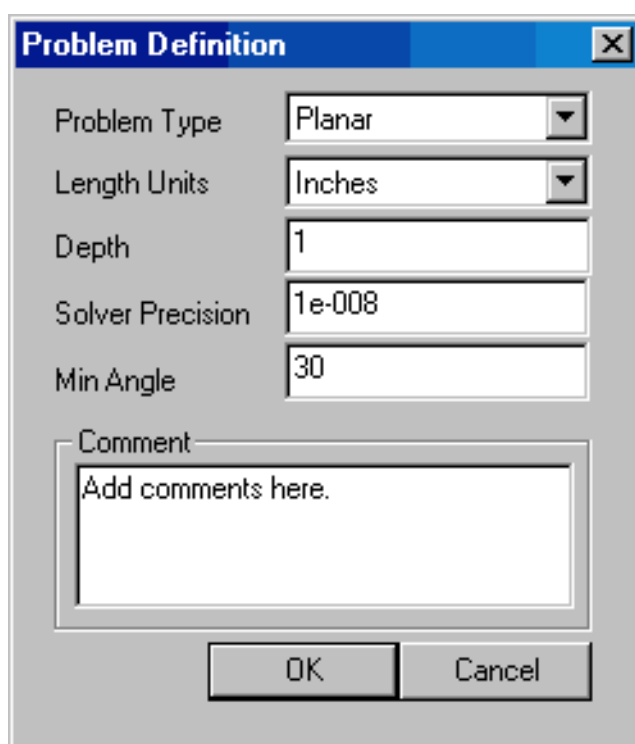 Problem Definition
Problem Type Planar
Length Units Inches
Depth 1
Solver Precision 1e-008
Min Angle 30
Comment
Add comments here.
OK Cancel